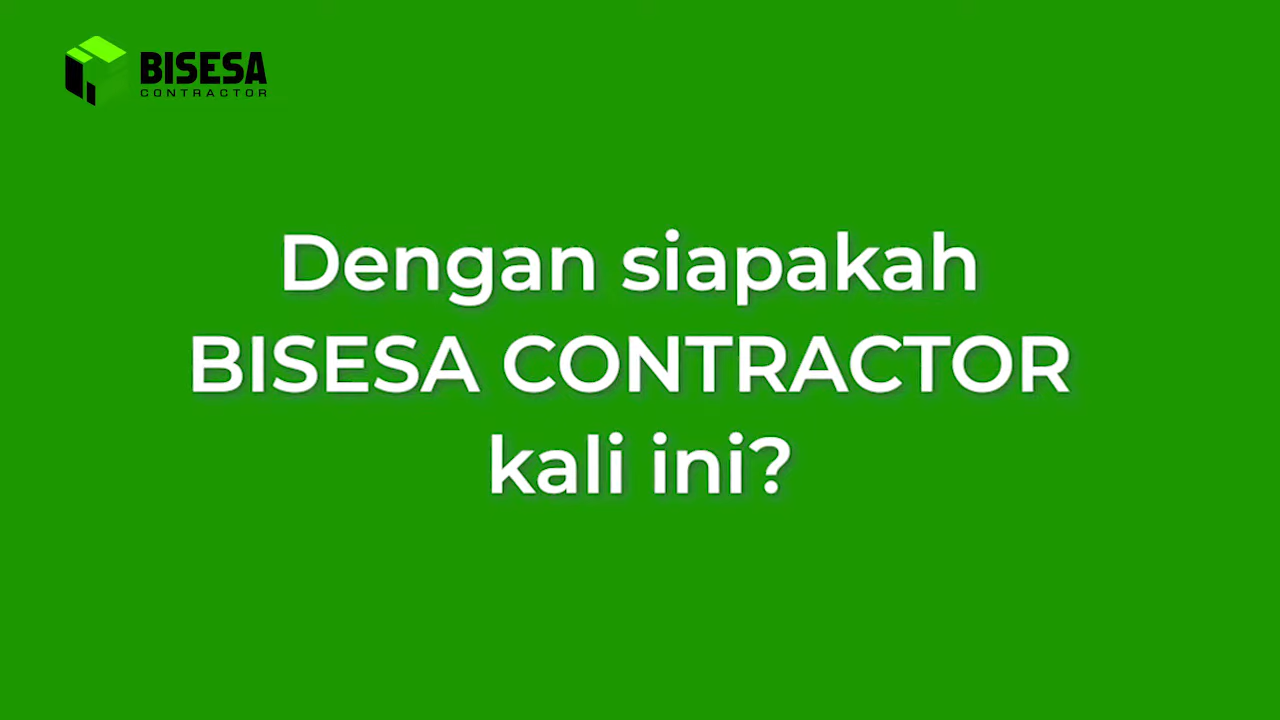 BISESA
CONTRACTOR
Dengan siapakah
BISESA CONTRACTOR
kali ini?